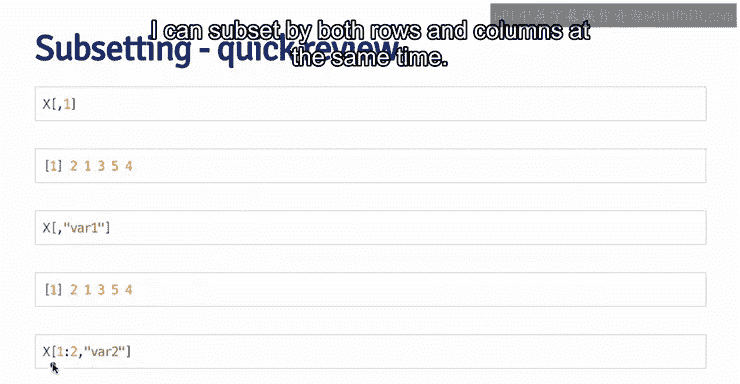 I can subset by both rows and columns at
the same time.
Subsetting - quick review
X[,1]
[1] 2 1 3 5 4
X[,"var1"]
[1] 2 1 3 5 4
X[1:2,"var2"]